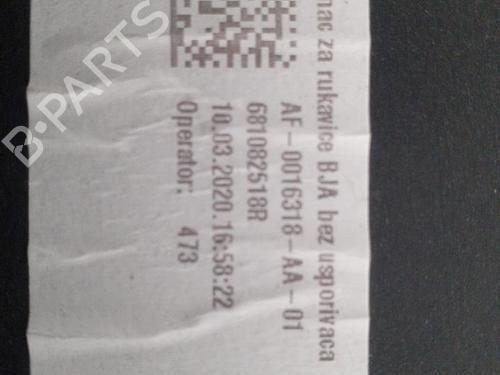 za rukavice BJA bez usporivaca
AF-0016318-AA-01
681082518R
10.03.2020.16:58:22
Operator: 473
B-PARTS